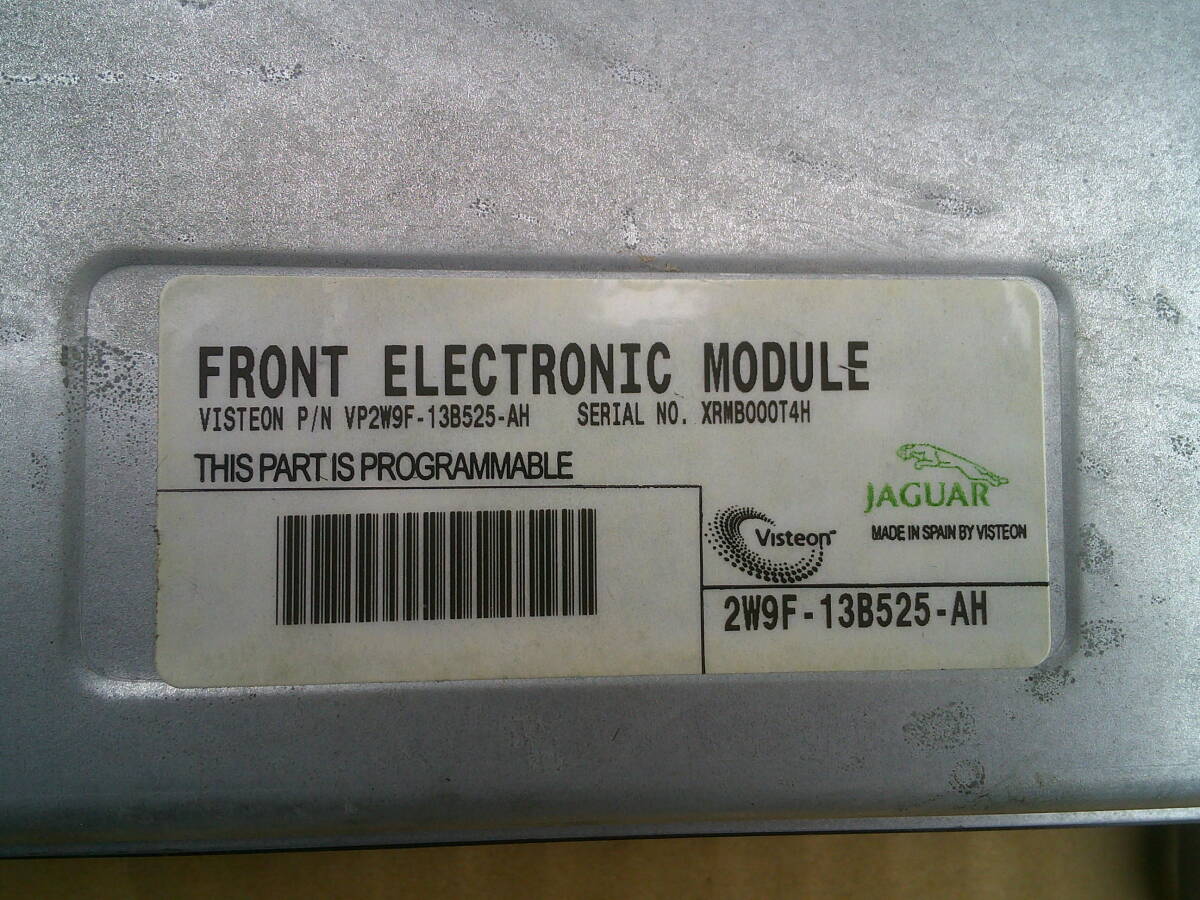 FRONT ELECTRONIC MODULE
VISTEON P/N VP2W9F-13B525-AH SERIAL NO. XRMB000T4H
THIS PART IS PROGRAMMABLE
JAGUAR
Visteon
MADE IN SPAIN BY VISTEON
2W9F-13B525-AH